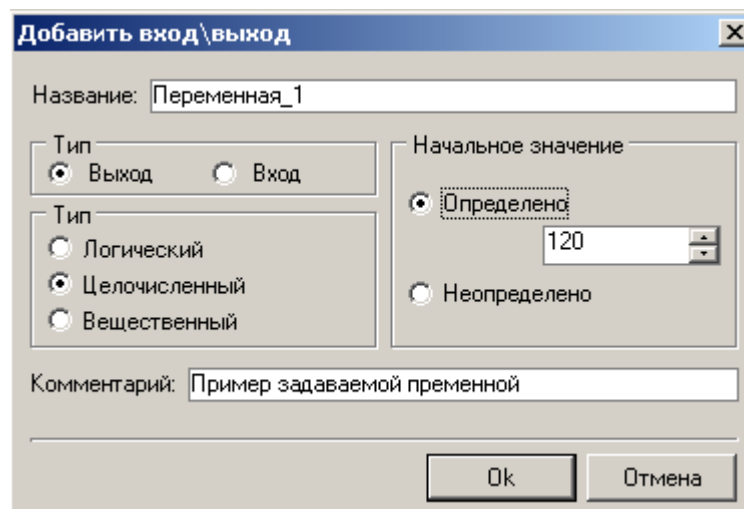 Добавить вход\выход
Название: Переменная_1
Тип
Выход Вход
Тип
Логический
Целочисленный
Вещественный
Начальное значение
Определено
120
Неопределено
Комментарий: Пример задаваемой пременной
Ok Отмена